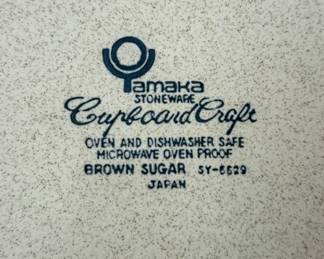 Yamaka
STONEWARE
Cupboard Craft
OVEN AND DISHWASHER SAFE
MICROWAVE OVEN PROOF
BROWN SUGAR SY-6629
JAPAN